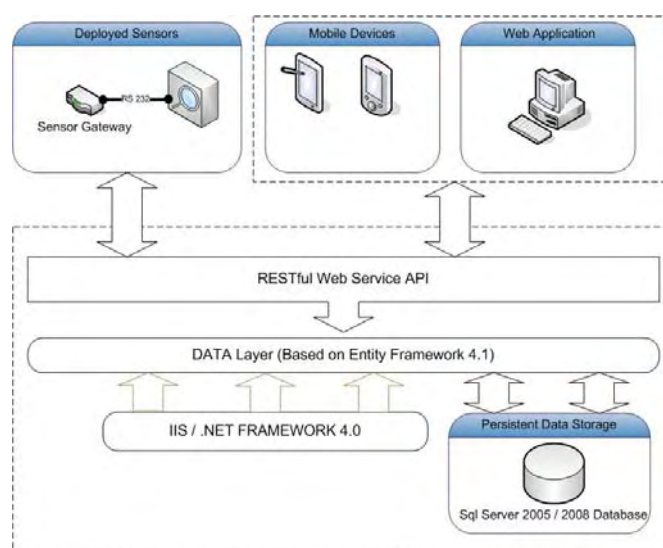 Deployed Sensors
Mobile Devices
Web Application
RS 232
Sensor Gateway
RESTful Web Service API
DATA Layer (Based on Entity Framework 4.1)
IIS / .NET FRAMEWORK 4.0
Persistent Data Storage
Sql Server 2005 / 2008 Database